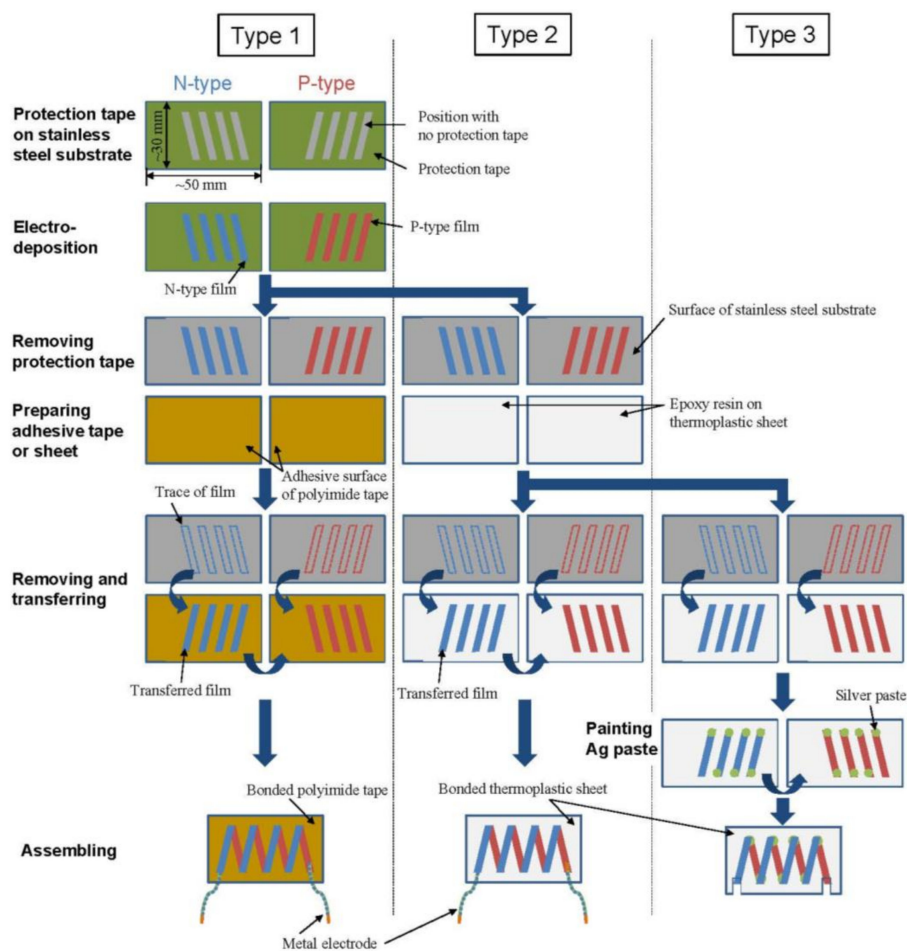 Type 1
Type 2
Type 3
N-type
P-type
Protection tape
on stainless
steel substrate
~30 mm
~50 mm
Position with
no protection tape
Protection tape
Electro-
deposition
P-type film
N-type film
Removing
protection tape
Surface of stainless steel substrate
Preparing
adhesive tape
or sheet
Epoxy resin on
thermoplastic sheet
Adhesive surface
of polyimide tape
Trace of film
Removing and
transferring
Transferred film
Transferred film
Silver paste
Painting
Ag paste
Bonded polyimide tape
Bonded thermoplastic sheet
Assembling
Metal electrode